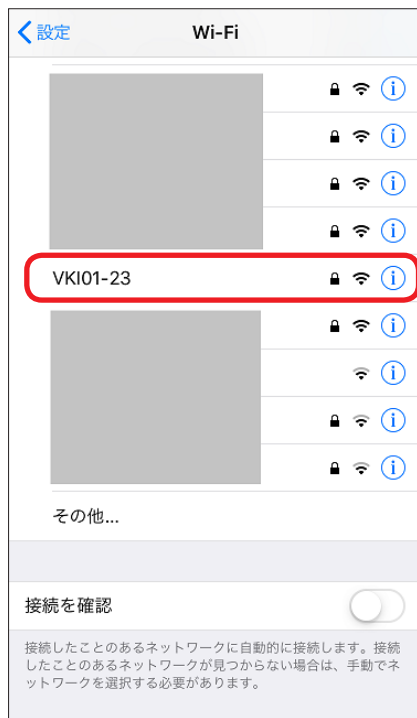 設定
Wi-Fi
VKI01-23
その他...
接続を確認
接続したことのあるネットワークに自動的に接続します。接続
したことのあるネットワークが見つからない場合は、手動でネ
ットワークを選択する必要があります。